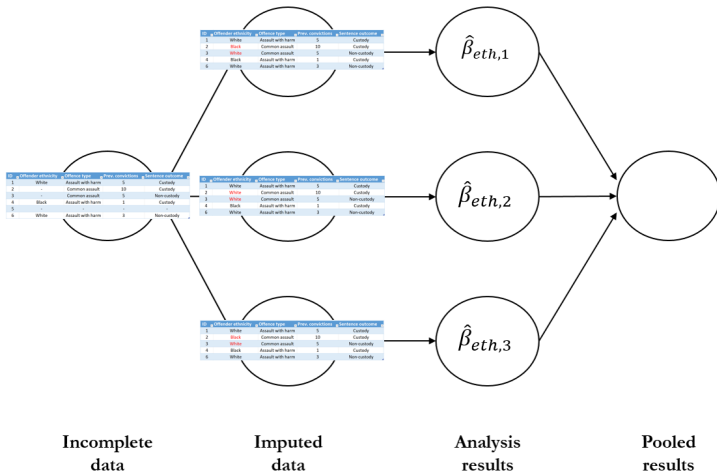 ID Offender ethnicity Offence type Prev. convictions Sentence outcome
1 White Assault with harm 5 Custody
2 Black Common assault 10 Custody
3 White Common assault 5 Non-custody
4 Black Assault with harm 1 Custody
6 White Assault with harm 3 Non-custody
β̂eth,1
ID Offender ethnicity Offence type Prev. convictions Sentence outcome
1 White Assault with harm 5 Custody
2 - Common assault 10 Custody
3 - Common assault 5 Non-custody
4 Black Assault with harm 1 Custody
5 - - - -
6 White Assault with harm 3 Non-custody
ID Offender ethnicity Offence type Prev. convictions Sentence outcome
1 White Assault with harm 5 Custody
2 White Common assault 10 Custody
3 White Common assault 5 Non-custody
4 Black Assault with harm 1 Custody
6 White Assault with harm 3 Non-custody
β̂eth,2
ID Offender ethnicity Offence type Prev. convictions Sentence outcome
1 White Assault with harm 5 Custody
2 Black Common assault 10 Custody
3 White Common assault 5 Non-custody
4 Black Assault with harm 1 Custody
6 White Assault with harm 3 Non-custody
β̂eth,3
Incomplete
data
Imputed
data
Analysis
results
Pooled
results